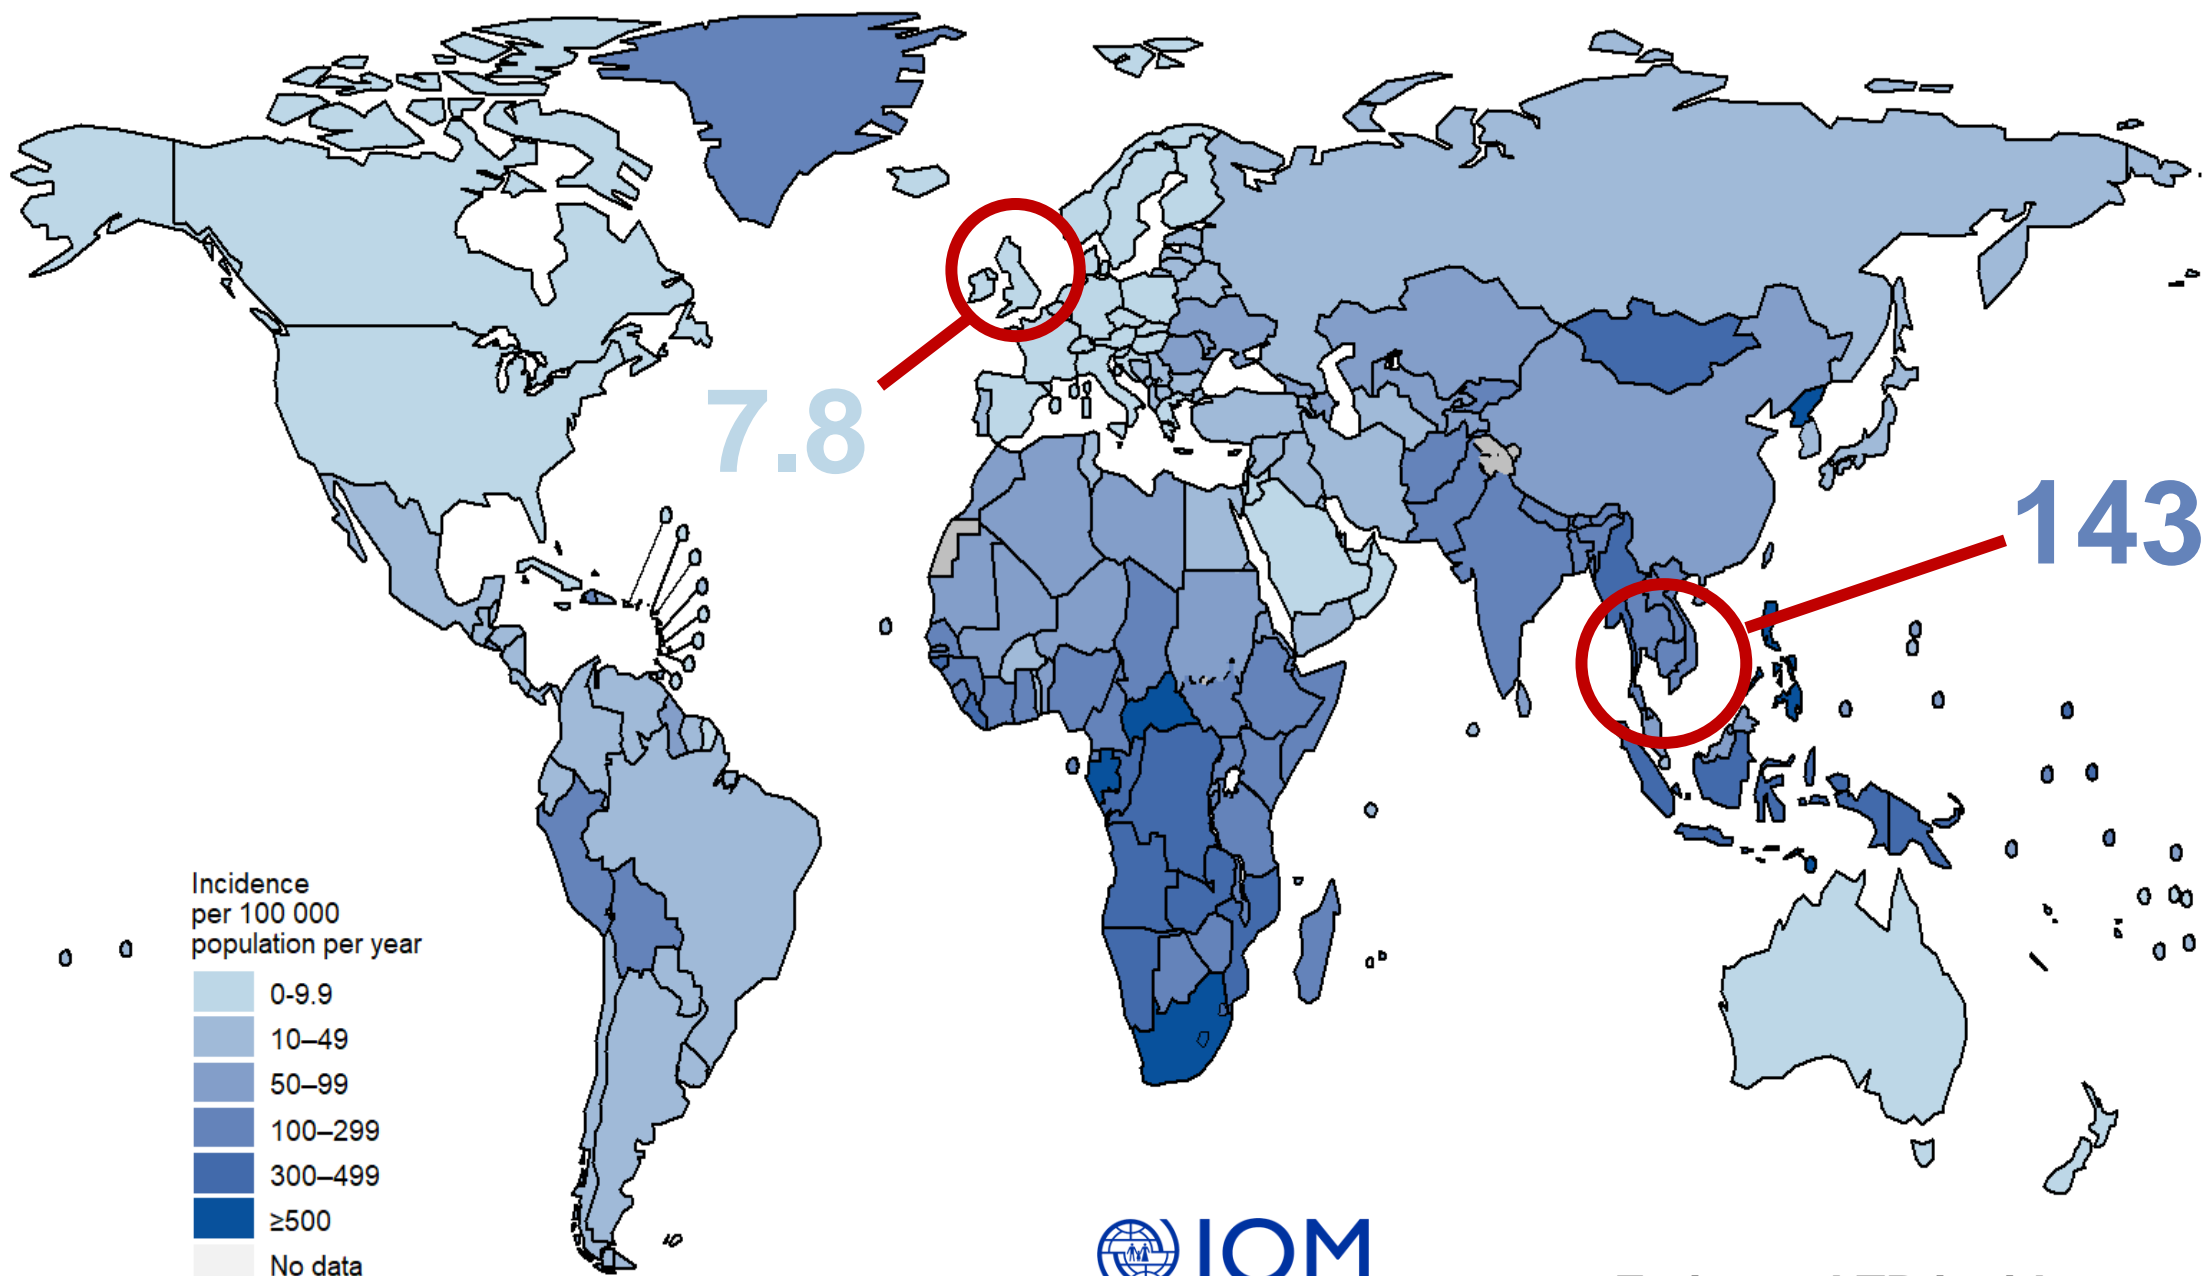 7.8
143
Incidence
per 100 000
population per year
0-9.9
10–49
50–99
100–299
300–499
≥500
No data
IOM